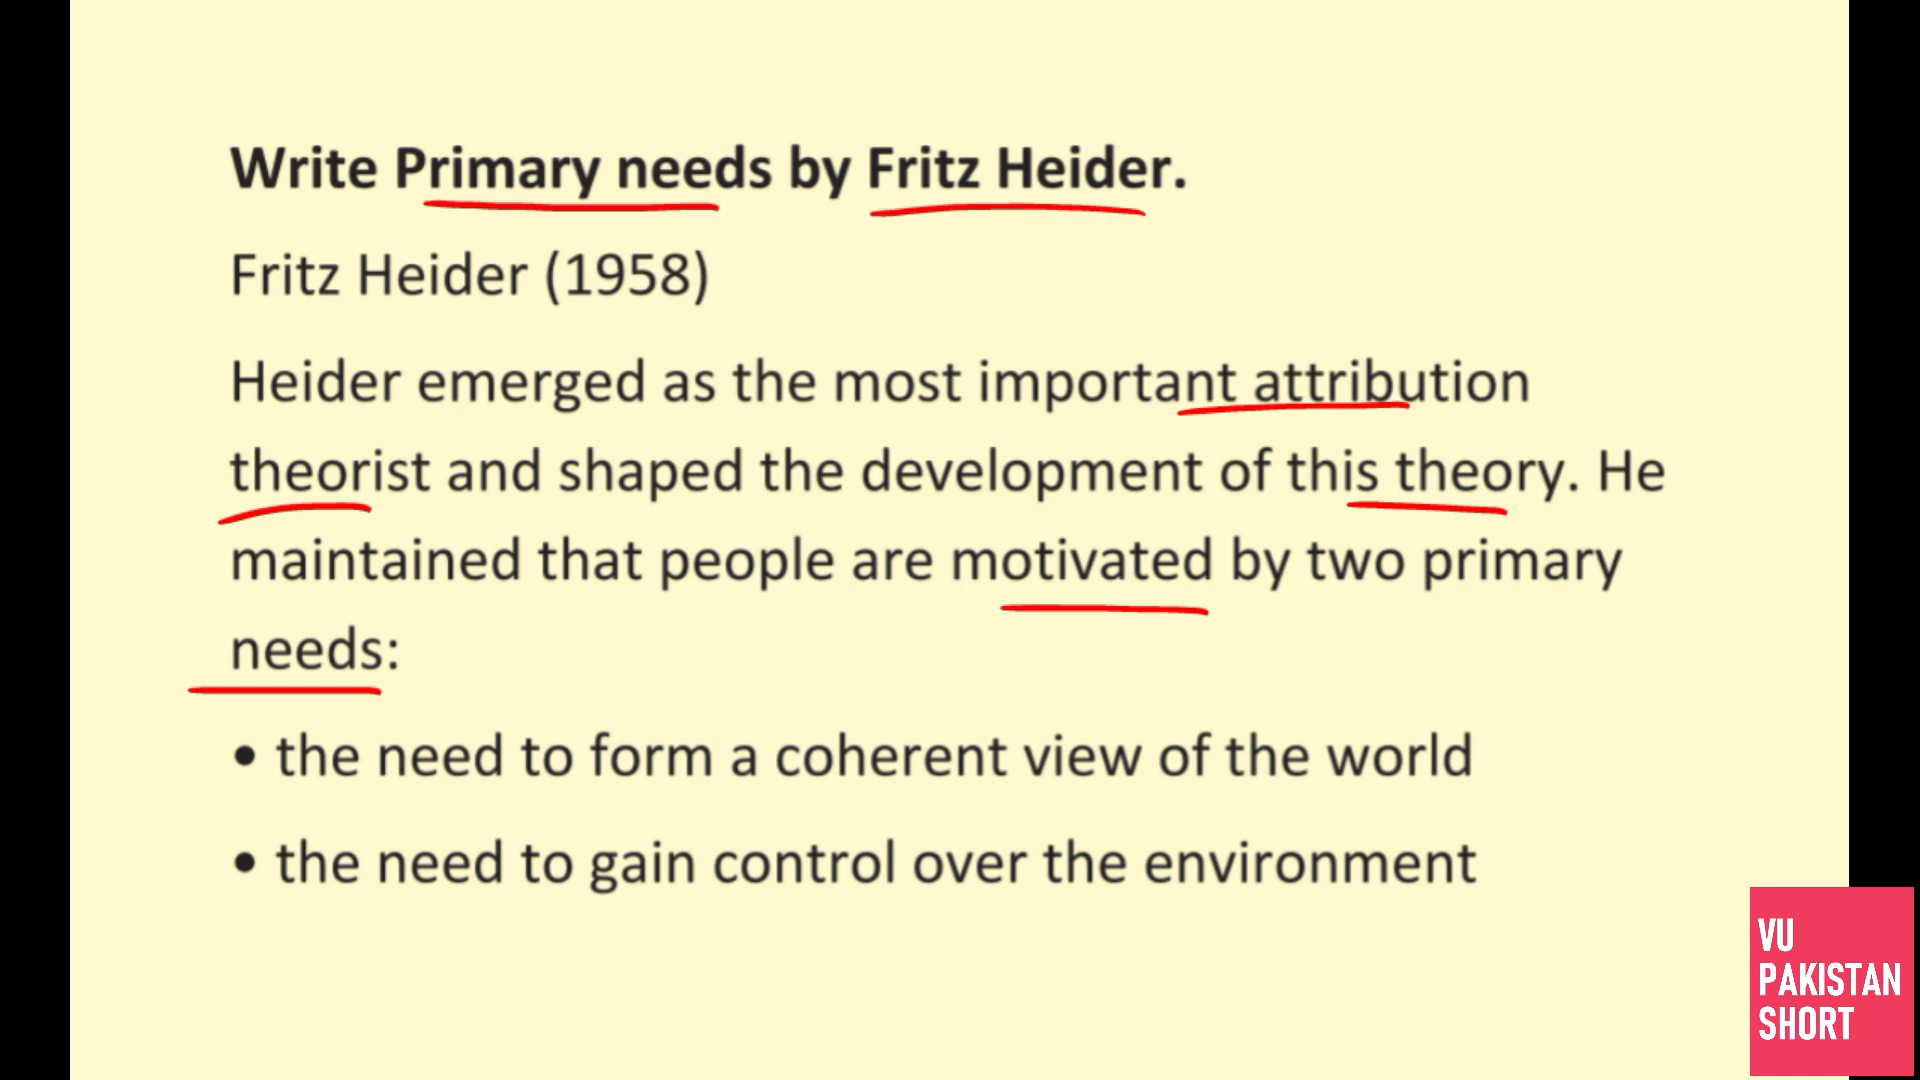 Write Primary needs by Fritz Heider.
Fritz Heider (1958)
Heider emerged as the most important attribution
theorist and shaped the development of this theory. He
maintained that people are motivated by two primary
needs:
• the need to form a coherent view of the world
• the need to gain control over the environment
VU
PAKISTAN
SHORT